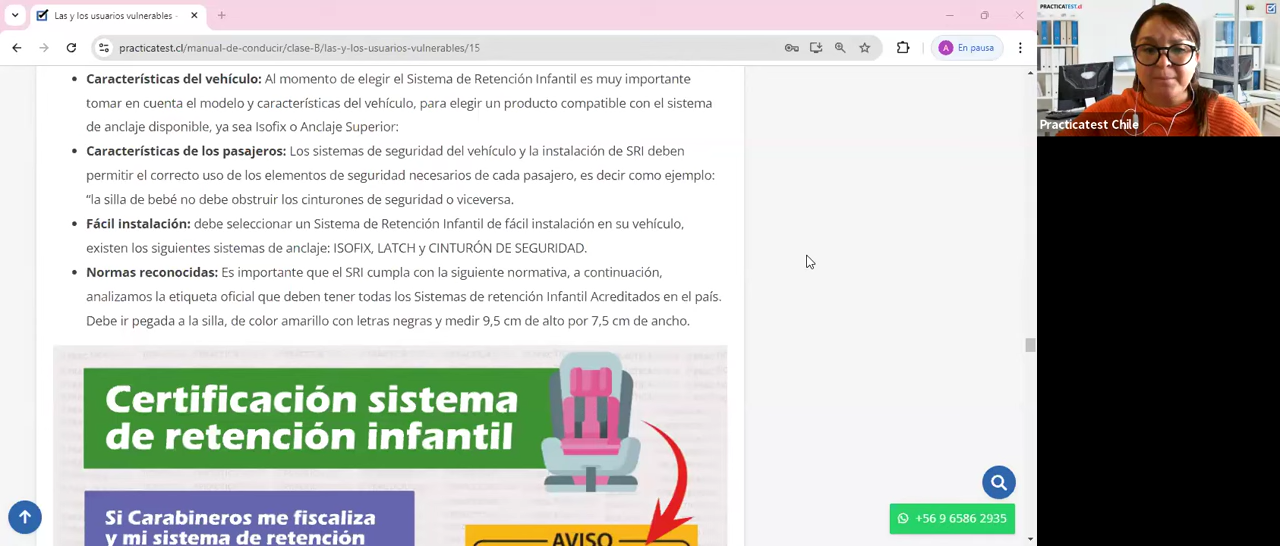 Las y los usuarios vulnerables -
practicatest.cl/manual-de-conducir/clase-B/las-y-los-usuarios-vulnerables/15
A
En pausa
PRACTICATEST.cl
Practicatest Chile
• Características del vehículo: Al momento de elegir el Sistema de Retención Infantil es muy importante
tomar en cuenta el modelo y características del vehículo, para elegir un producto compatible con el sistema
de anclaje disponible, ya sea Isofix o Anclaje Superior:
• Características de los pasajeros: Los sistemas de seguridad del vehículo y la instalación de SRI deben
permitir el correcto uso de los elementos de seguridad necesarios de cada pasajero, es decir como ejemplo:
“la silla de bebé no debe obstruir los cinturones de seguridad o viceversa.
• Fácil instalación: debe seleccionar un Sistema de Retención Infantil de fácil instalación en su vehículo,
existen los siguientes sistemas de anclaje: ISOFIX, LATCH y CINTURÓN DE SEGURIDAD.
• Normas reconocidas: Es importante que el SRI cumpla con la siguiente normativa, a continuación,
analizamos la etiqueta oficial que deben tener todas los Sistemas de retención Infantil Acreditados en el país.
Debe ir pegada a la silla, de color amarillo con letras negras y medir 9,5 cm de alto por 7,5 cm de ancho.
Certificación sistema
de retención infantil
Si Carabineros me fiscaliza
y mi sistema de retención
AVISO
+56 9 6586 2935